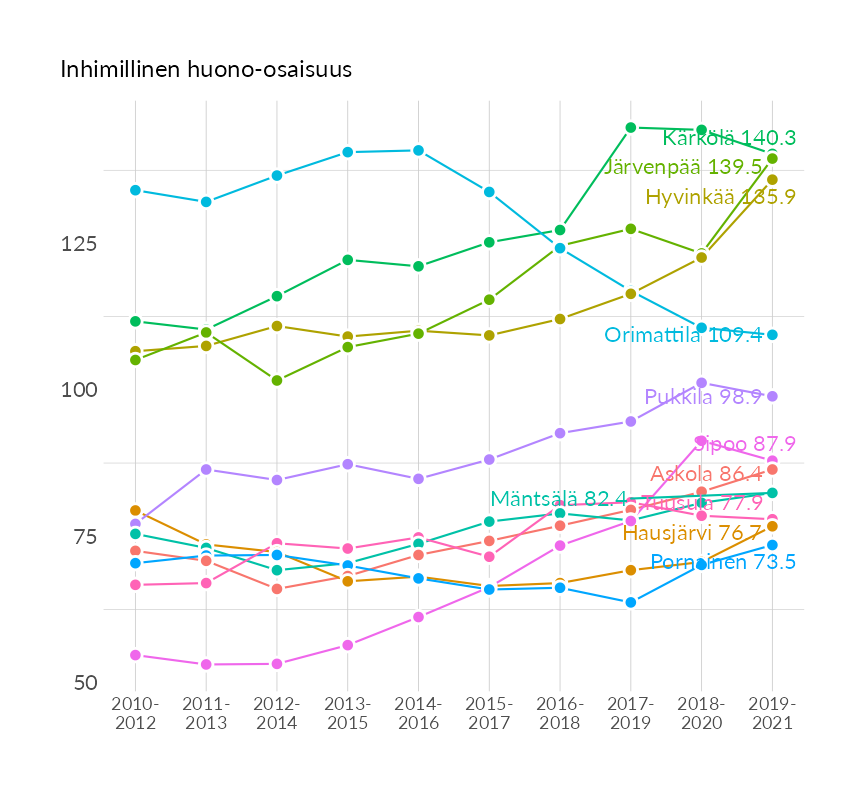 Inhimillinen huono-osaisuus
Kärkölä 140.3
Järvenpää 139.5
Hyvinkää 135.9
125
Orimattila 109.4
100
Pukkila 98.9
Sipoo 87.9
Askola 86.4
Mäntsälä 82.4
Tuusula 77.9
75
Hausjärvi 76.7
Pornainen 73.5
50
2010-
2012
2011-
2013
2012-
2014
2013-
2015
2014-
2016
2015-
2017
2016-
2018
2017-
2019
2018-
2020
2019-
2021